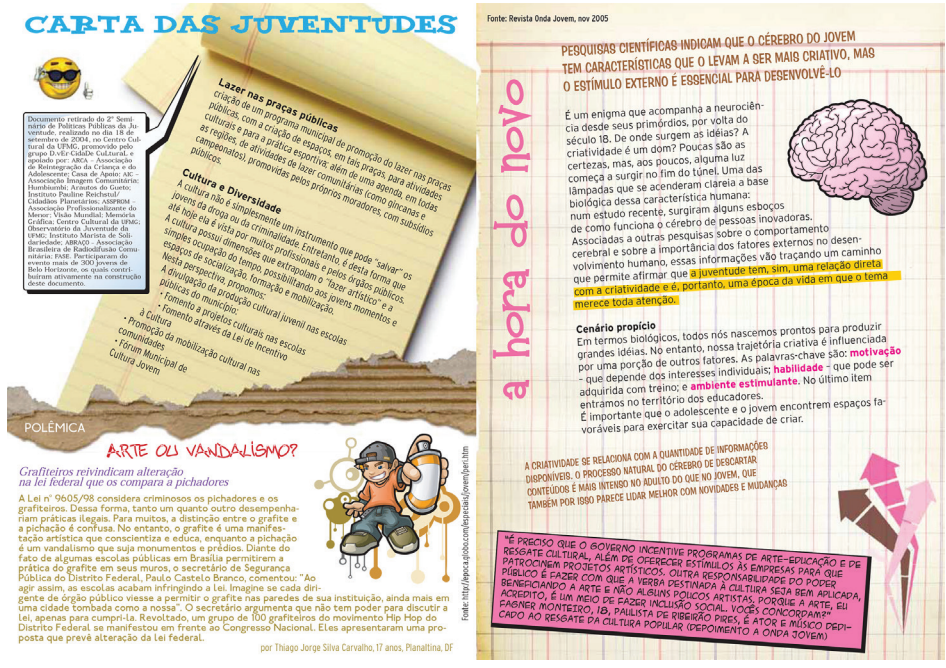 CARTA DAS JUVENTUDES
Documento retirado do 2º Semi-
nário de Políticas Públicas da Ju-
ventude, realizado no dia 18 de
setembro de 2004, no Centro Cul-
tural da UFMG, promovido pelo
grupo D.vEr.CidaDe CuLturaL e
apoiado por: ARCA - Associação
de Reintegração da Criança e do
Adolescente; Casa de Apoio; AIC -
Associação Imagem Comunitária;
Humbiumbi; Arautos do Gueto;
Instituto Pauline Reichstul/
Cidadãos Planetários; ASSPROM -
Associação Profissionalizante do
Menor; Visão Mundial; Memória
Gráfica; Centro Cultural da UFMG;
Observatório da Juventude da
UFMG; Instituto Marista de Soli-
dariedade; ABRAÇO - Associação
Brasileira de Radiodifusão Comu-
nitária; FASE. Participaram do
evento mais de 300 jovens de
Belo Horizonte, os quais contri-
buíram ativamente na construção
deste documento.
Lazer nas praças públicas
criação de um programa municipal de promoção do lazer nas praças
públicas, com a criação de espaços, em tais praças, para atividades
culturais e para a prática esportiva; além de uma agenda, em todas
as regiões, de atividades de lazer comunitárias (como gincanas e
campeonatos), promovidas pelos próprios moradores, com subsídios
públicos.
Cultura e Diversidade
A cultura não é simplesmente um instrumento que pode "salvar" os
jovens da droga ou da criminalidade. Entretanto, é desta forma que
até hoje ela é vista por muitos profissionais e pelos órgãos públicos.
A cultura possui dimensões que extrapolam o "lazer artístico" e a
simples ocupação do tempo, possibilitando aos jovens momentos e
espaços de socialização, formação e mobilização.
Nesta perspectiva, propomos:
A divulgação da produção cultural juvenil nas escolas
públicas do município:
• Fomento a projetos culturais nas escolas
• Fomento através da Lei de Incentivo
à Cultura
• Promoção da mobilização cultural nas
comunidades
• Fórum Municipal de
Cultura Jovem
POLÊMICA
ARTE OU VANDALISMO?
Grafiteiros reivindicam alteração
na lei federal que os compara a pichadores
A Lei nº 9605/98 considera criminosos os pichadores e os
grafiteiros. Dessa forma, tanto um quanto outro desempenha-
riam práticas ilegais. Para muitos, a distinção entre o grafite e
a pichação é confusa. No entanto, o grafite é uma manifes-
tação artística que conscientiza e educa, enquanto a pichação
é um vandalismo que suja monumentos e prédios. Diante do
fato de algumas escolas públicas em Brasília permitirem a
prática do grafite em seus muros, o secretário de Segurança
Pública do Distrito Federal, Paulo Castelo Branco, comentou: "Ao
agir assim, as escolas acabam infringindo a lei. Imagine se cada diri-
gente de órgão público viesse a permitir o grafite nas paredes de sua instituição, ainda mais em
uma cidade tombada como a nossa". O secretário argumenta que não tem poder para discutir a
lei, apenas para cumpri-la. Revoltado, um grupo de 100 grafiteiros do movimento Hip Hop do
Distrito Federal se manifestou em frente ao Congresso Nacional. Eles apresentaram uma pro-
posta que prevê alteração da lei federal.
por Thiago Jorge Silva Carvalho, 17 anos, Planaltina, DF
Fonte: http://epoca.globo.com/especiais/jovem/peri.htm
Fonte: Revista Onda Jovem, nov 2005
a hora do novo
PESQUISAS CIENTÍFICAS INDICAM QUE O CÉREBRO DO JOVEM
TEM CARACTERÍSTICAS QUE O LEVAM A SER MAIS CRIATIVO, MAS
O ESTÍMULO EXTERNO É ESSENCIAL PARA DESENVOLVÊ-LO
É um enigma que acompanha a neurociên-
cia desde seus primórdios, por volta do
século 18. De onde surgem as idéias? A
criatividade é um dom? Poucas são as
certezas, mas, aos poucos, alguma luz
começa a surgir no fim do túnel. Uma das
lâmpadas que se acenderam clareia a base
biológica dessa característica humana:
num estudo recente, surgiram alguns esboços
de como funciona o cérebro de pessoas inovadoras.
Associadas a outras pesquisas sobre o comportamento
cerebral e sobre a importância dos fatores externos no desen-
volvimento humano, essas informações vão traçando um caminho
que permite afirmar que a juventude tem, sim, uma relação direta
com a criatividade e é, portanto, uma época da vida em que o tema
merece toda atenção.
Cenário propício
Em termos biológicos, todos nós nascemos prontos para produzir
grandes idéias. No entanto, nossa trajetória criativa é influenciada
por uma porção de outros fatores. As palavras-chave são: motivação
- que depende dos interesses individuais; habilidade - que pode ser
adquirida com treino; e ambiente estimulante. No último item
entramos no território dos educadores.
É importante que o adolescente e o jovem encontrem espaços fa-
voráveis para exercitar sua capacidade de criar.
A CRIATIVIDADE SE RELACIONA COM A QUANTIDADE DE INFORMAÇÕES
DISPONÍVEIS. O PROCESSO NATURAL DO CÉREBRO DE DESCARTAR
CONTEÚDOS É MAIS INTENSO NO ADULTO DO QUE NO JOVEM, QUE
TAMBÉM POR ISSO PARECE LIDAR MELHOR COM NOVIDADES E MUDANÇAS
"É PRECISO QUE O GOVERNO INCENTIVE PROGRAMAS DE ARTE-EDUCAÇÃO E DE
RESGATE CULTURAL, ALÉM DE OFERECER ESTÍMULOS ÀS EMPRESAS PARA QUE
PATROCINEM PROJETOS ARTÍSTICOS. OUTRA RESPONSABILIDADE DO PODER
PÚBLICO É FAZER COM QUE A VERBA DESTINADA À CULTURA SEJA BEM APLICADA,
BENEFICIANDO A ARTE E NÃO ALGUNS POUCOS ARTISTAS. PORQUE A ARTE, EU
ACREDITO, É UM MEIO DE FAZER INCLUSÃO SOCIAL. VOCÊS CONCORDAM?"
FAGNER MONTEIRO, 18, PAULISTA DE RIBEIRÃO PIRES, É ATOR E MÚSICO DEDI-
CADO AO RESGATE DA CULTURA POPULAR (DEPOIMENTO A ONDA JOVEM)